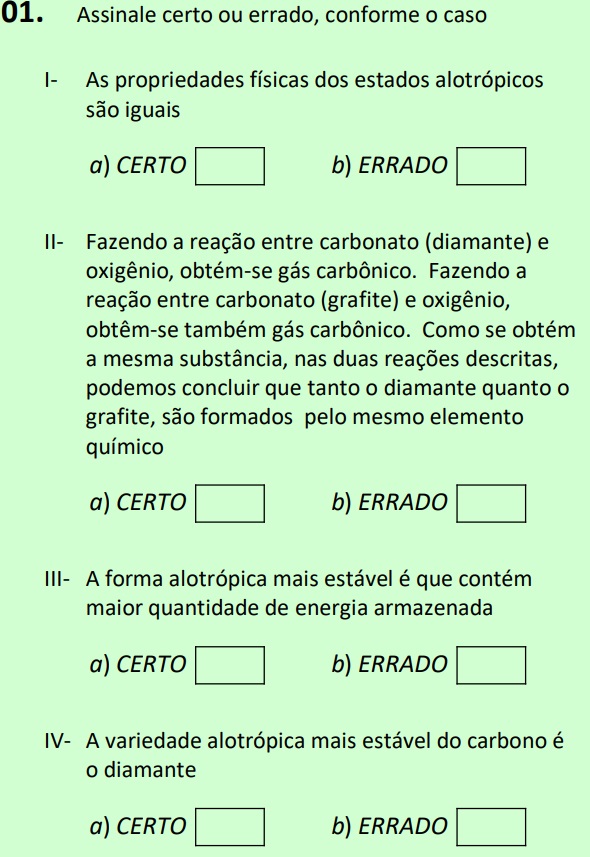 01. Assinale certo ou errado, conforme o caso
I- As propriedades físicas dos estados alotrópicos
são iguais
a) CERTO b) ERRADO
II- Fazendo a reação entre carbonato (diamante) e
oxigênio, obtém-se gás carbônico. Fazendo a
reação entre carbonato (grafite) e oxigênio,
obtêm-se também gás carbônico. Como se obtém
a mesma substância, nas duas reações descritas,
podemos concluir que tanto o diamante quanto o
grafite, são formados pelo mesmo elemento
químico
a) CERTO b) ERRADO
III- A forma alotrópica mais estável é que contém
maior quantidade de energia armazenada
a) CERTO b) ERRADO
IV- A variedade alotrópica mais estável do carbono é
o diamante
a) CERTO b) ERRADO